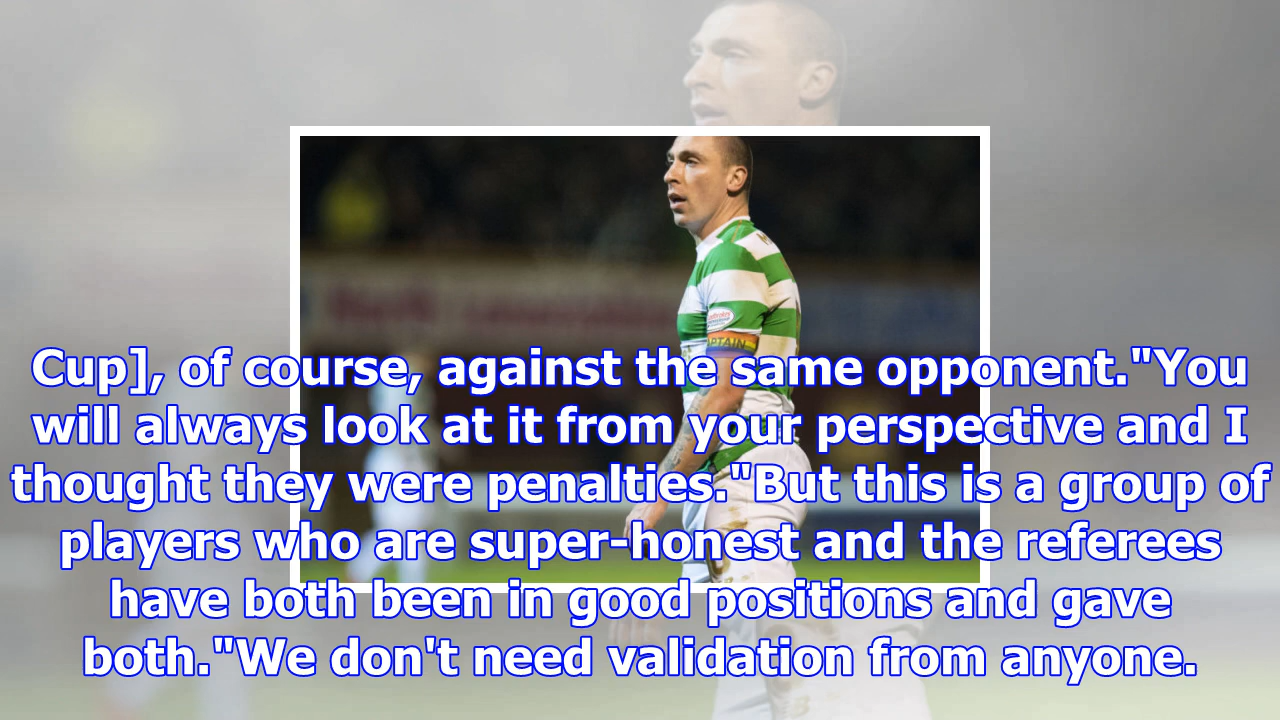 Cup], of course, against the same opponent."You
will always look at it from your perspective and I
thought they were penalties."But this is a group of
players who are super-honest and the referees
have both been in good positions and gave
both."We don't need validation from anyone.